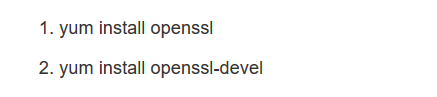 1. yum install openssl
2. yum install openssl-devel